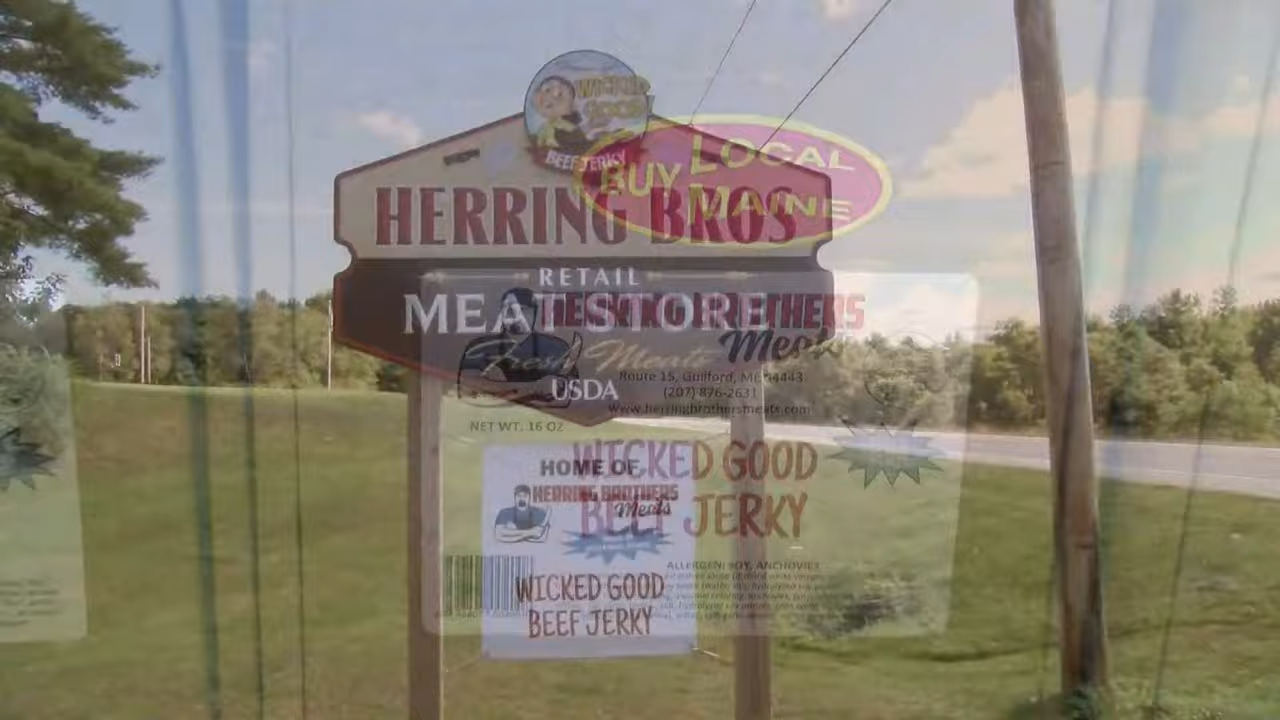 WICKED
GOOD
BEEF JERKY
BUY LOCAL
MAINE
HERRING BROS
RETAIL
MEAT STORE
HERRING BROTHERS
Meats
Fresh Meats
USDA
Route 15, Guilford, ME 04443
(207) 876-2631
www.herringbrothersmeats.com
NET WT. 16 OZ
WICKED GOOD
BEEF JERKY
HOME OF
HERRING BROTHERS
Meats
WICKED GOOD
BEEF JERKY
ALLERGEN: SOY, ANCHOVIES